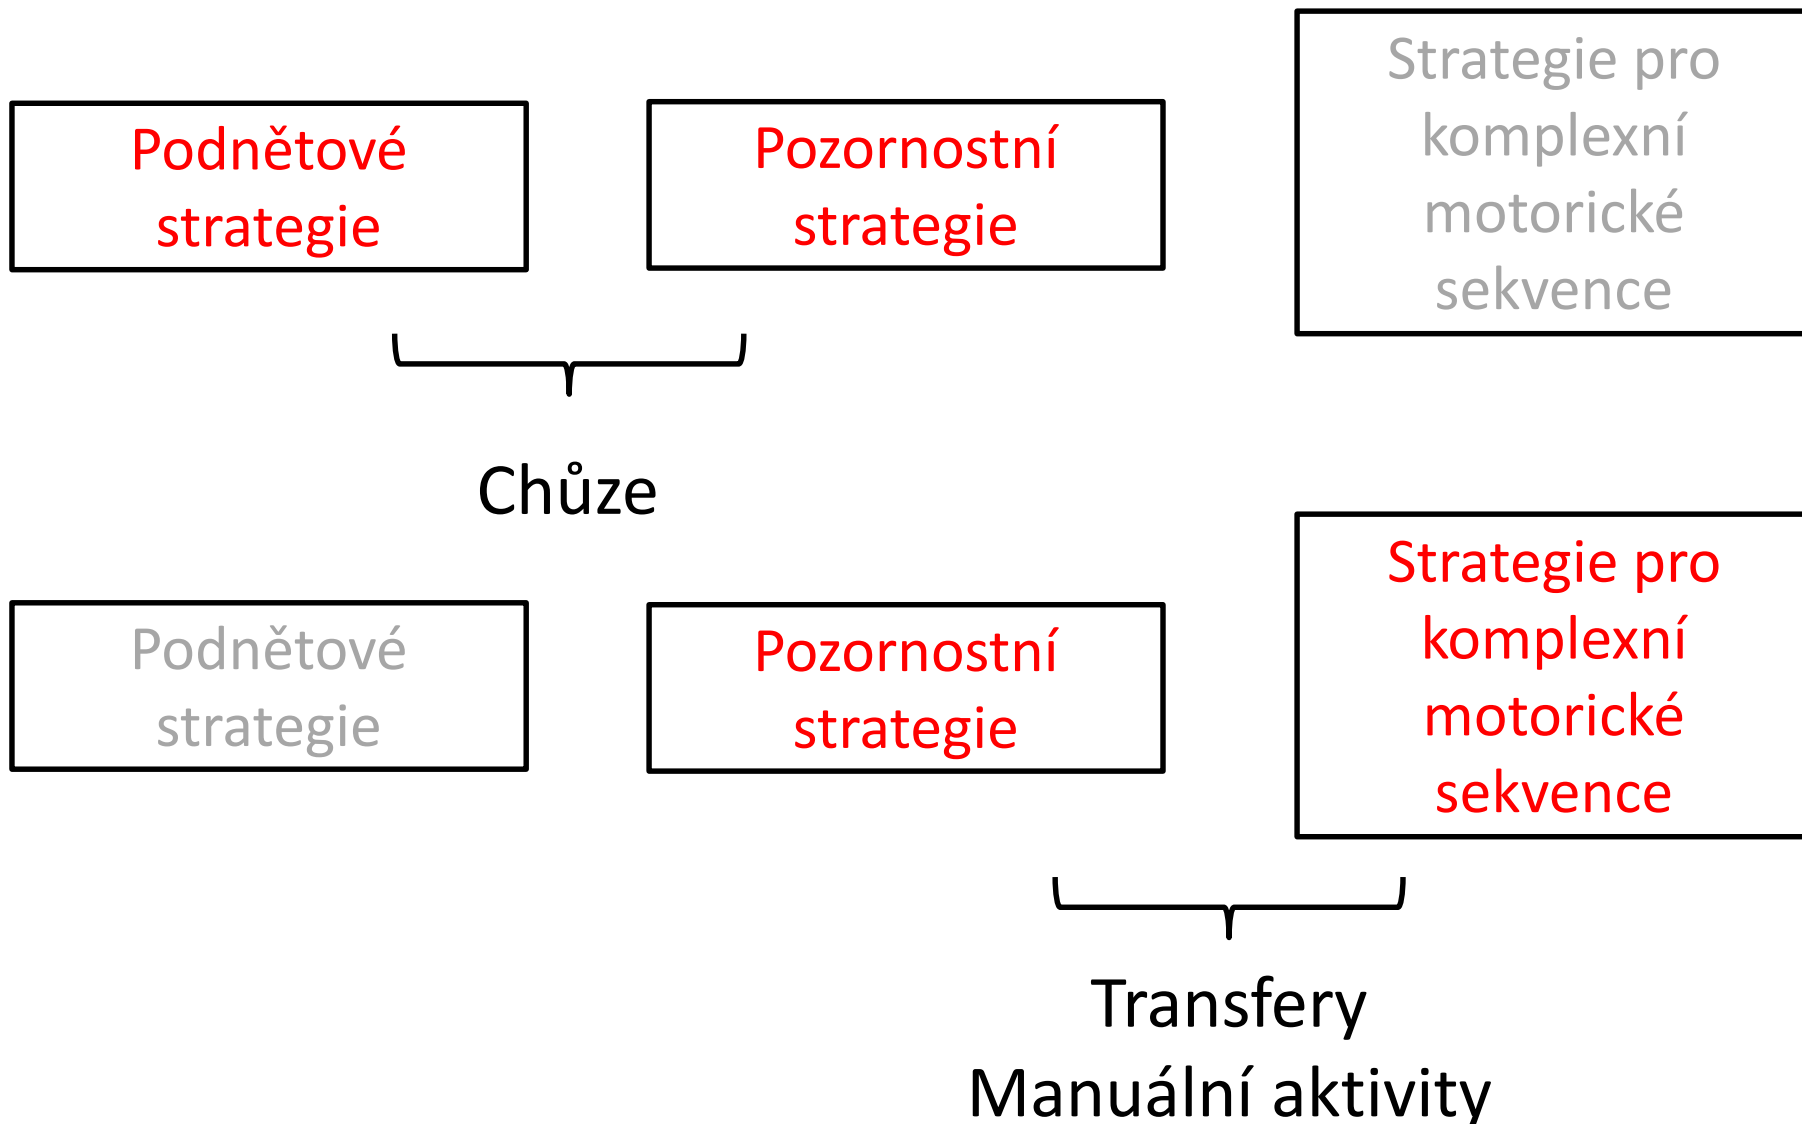 Podnětové
strategie
Pozornostní
strategie
Strategie pro
komplexní
motorické
sekvence
Chůze
Podnětové
strategie
Pozornostní
strategie
Strategie pro
komplexní
motorické
sekvence
Transfery
Manuální aktivity